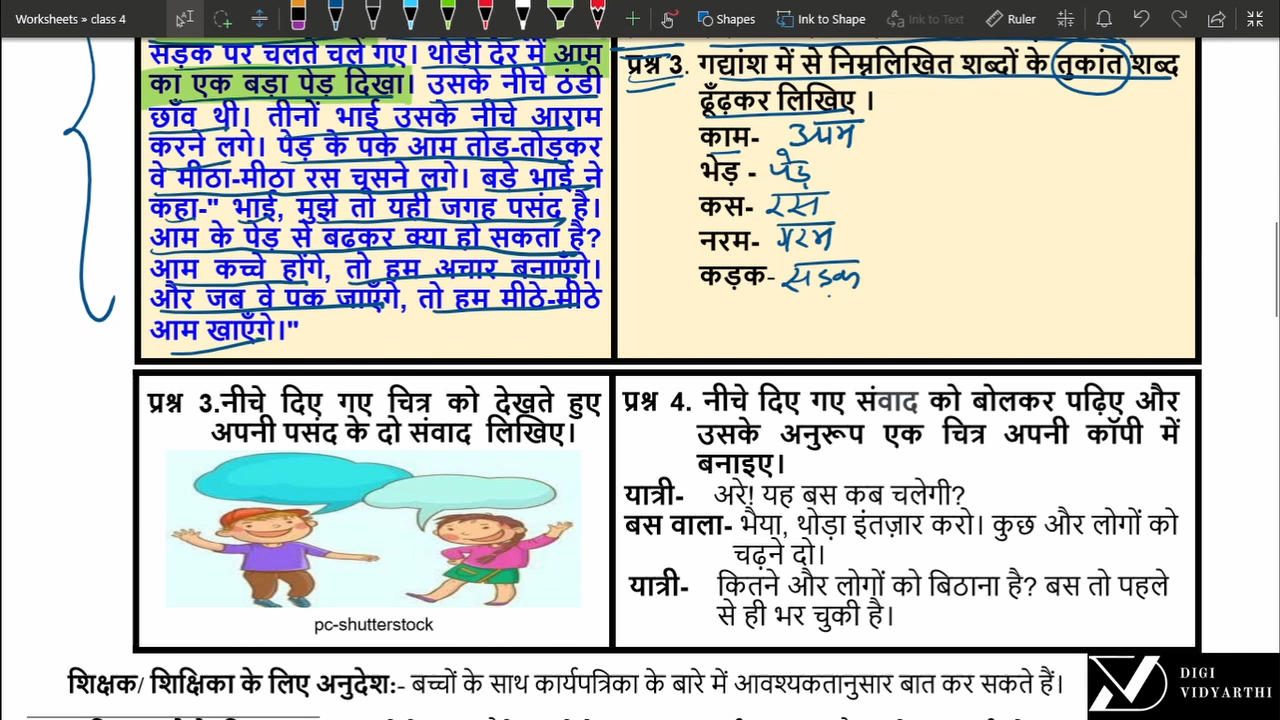 Worksheets » class 4
Shapes
Ink to Shape
Ink to Text
Ruler
सड़क पर चलते चले गए। थोडी देर में आम
का एक बड़ा पेड़ दिखा। उसके नीचे ठंडी
छाँव थी। तीनों भाई उसके नीचे आराम
करने लगे। पेड़ के पके आम तोड-तोड़कर
वे मीठा-मीठा रस चूसने लगे। बडे भाई ने
कहा-" भाई, मुझे तो यही जगह पसंद है।
आम के पेड़ से बढकर क्या हो सकता है?
आम कच्चे होंगे, तो हम अचार बनाएँगे।
और जब वे पक जाएँगे, तो हम मीठे-मीठे
आम खाएँगे।"
प्रश्न 3. गद्यांश में से निम्नलिखित शब्दों के तुकांत शब्द
ढूँढ़कर लिखिए ।
काम- आम
भेड़ - पेड़
कस- रस
नरम- गरम
कड़क- सड़क
प्रश्न 3.नीचे दिए गए चित्र को देखते हुए
अपनी पसंद के दो संवाद लिखिए।
pc-shutterstock
प्रश्न 4. नीचे दिए गए संवाद को बोलकर पढ़िए और
उसके अनुरूप एक चित्र अपनी कॉपी में
बनाइए।
यात्री- अरे! यह बस कब चलेगी?
बस वाला- भैया, थोड़ा इंतज़ार करो। कुछ और लोगों को
चढ़ने दो।
यात्री- कितने और लोगों को बिठाना है? बस तो पहले
से ही भर चुकी है।
शिक्षक/ शिक्षिका के लिए अनुदेश:- बच्चों के साथ कार्यपत्रिका के बारे में आवश्यकतानुसार बात कर सकते हैं।
DIGI
VIDYARTHI